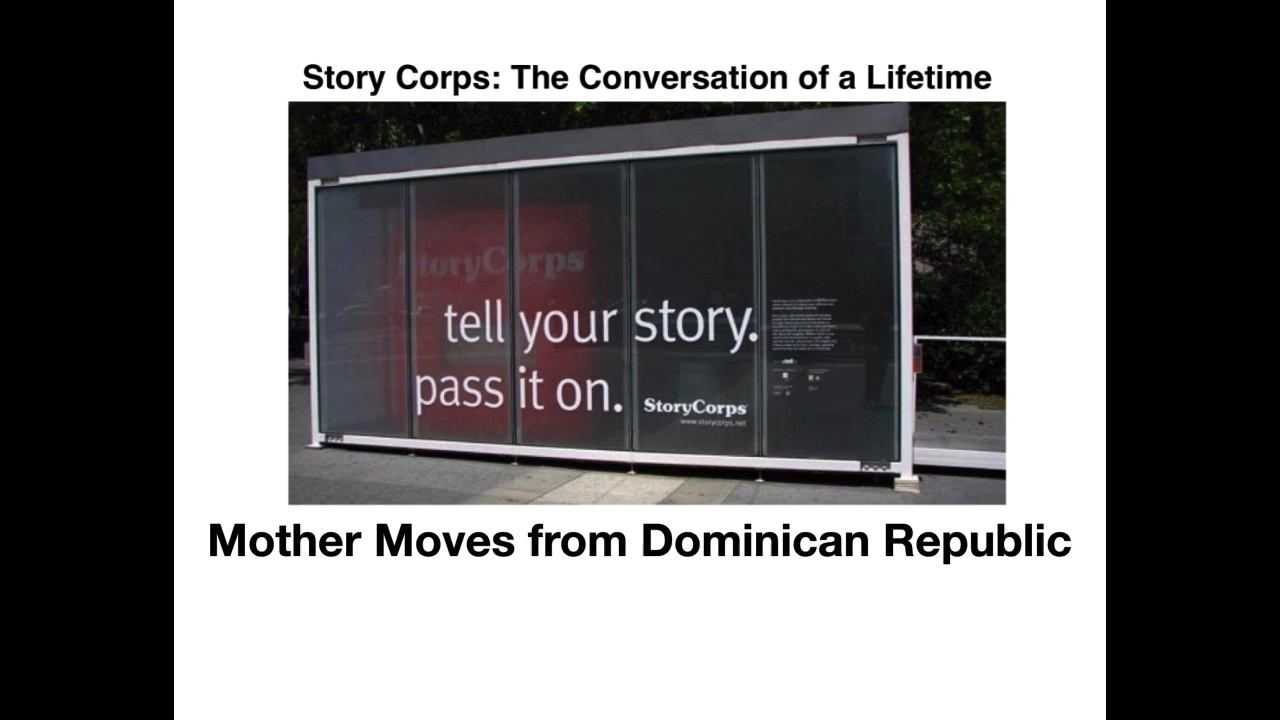 Story Corps: The Conversation of a Lifetime
StoryCorps
tell your story.
pass it on.
StoryCorps
www.storycorps.net
Mother Moves from Dominican Republic